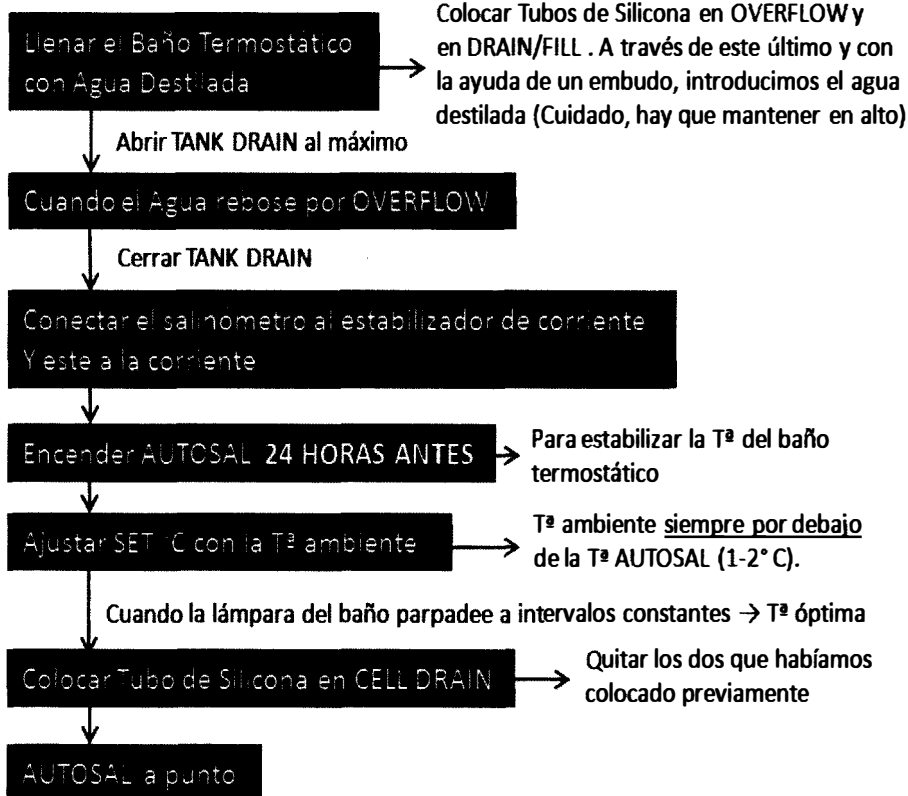 Llenar el Baño Termostático
con Agua Destilada
Colocar Tubos de Silicona en OVERFLOW y
en DRAIN/FILL . A través de este último y con
la ayuda de un embudo, introducimos el agua
destilada (Cuidado, hay que mantener en alto)
Abrir TANK DRAIN al máximo
Cuando el Agua rebose por OVERFLOW
Cerrar TANK DRAIN
Conectar el salinómetro al estabilizador de corriente
Y este a la corriente
Encender AUTOSAL 24 HORAS ANTES
Para estabilizar la Tª del baño
termostático
Ajustar SET ºC con la Tª ambiente
Tª ambiente siempre por debajo
de la Tª AUTOSAL (1-2° C).
Cuando la lámpara del baño parpadee a intervalos constantes → Tª óptima
Colocar Tubo de Silicona en CELL DRAIN
Quitar los dos que habíamos
colocado previamente
AUTOSAL a punto